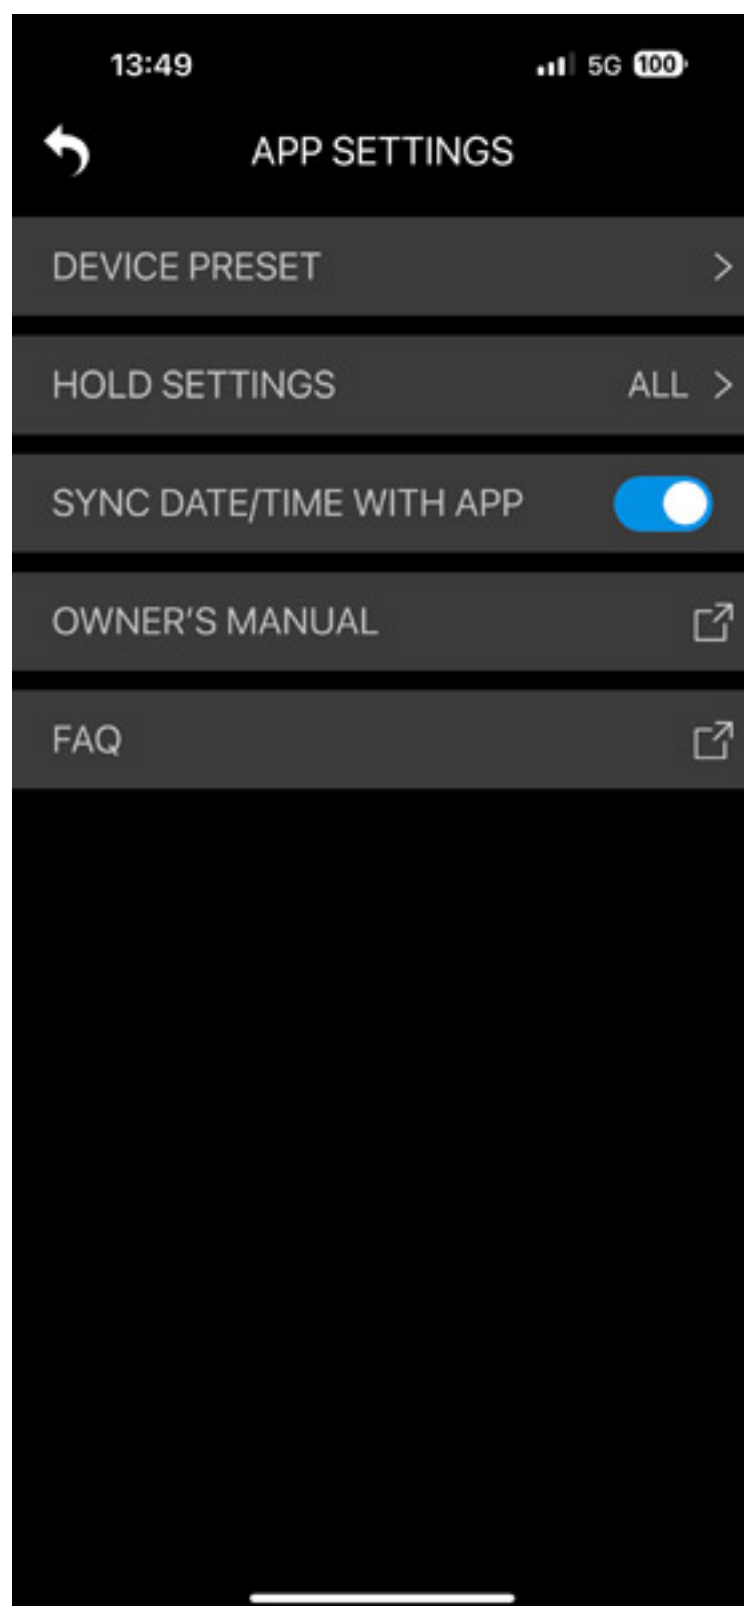 13:49 5G 100
APP SETTINGS
DEVICE PRESET
HOLD SETTINGS ALL
SYNC DATE/TIME WITH APP
OWNER'S MANUAL
FAQ